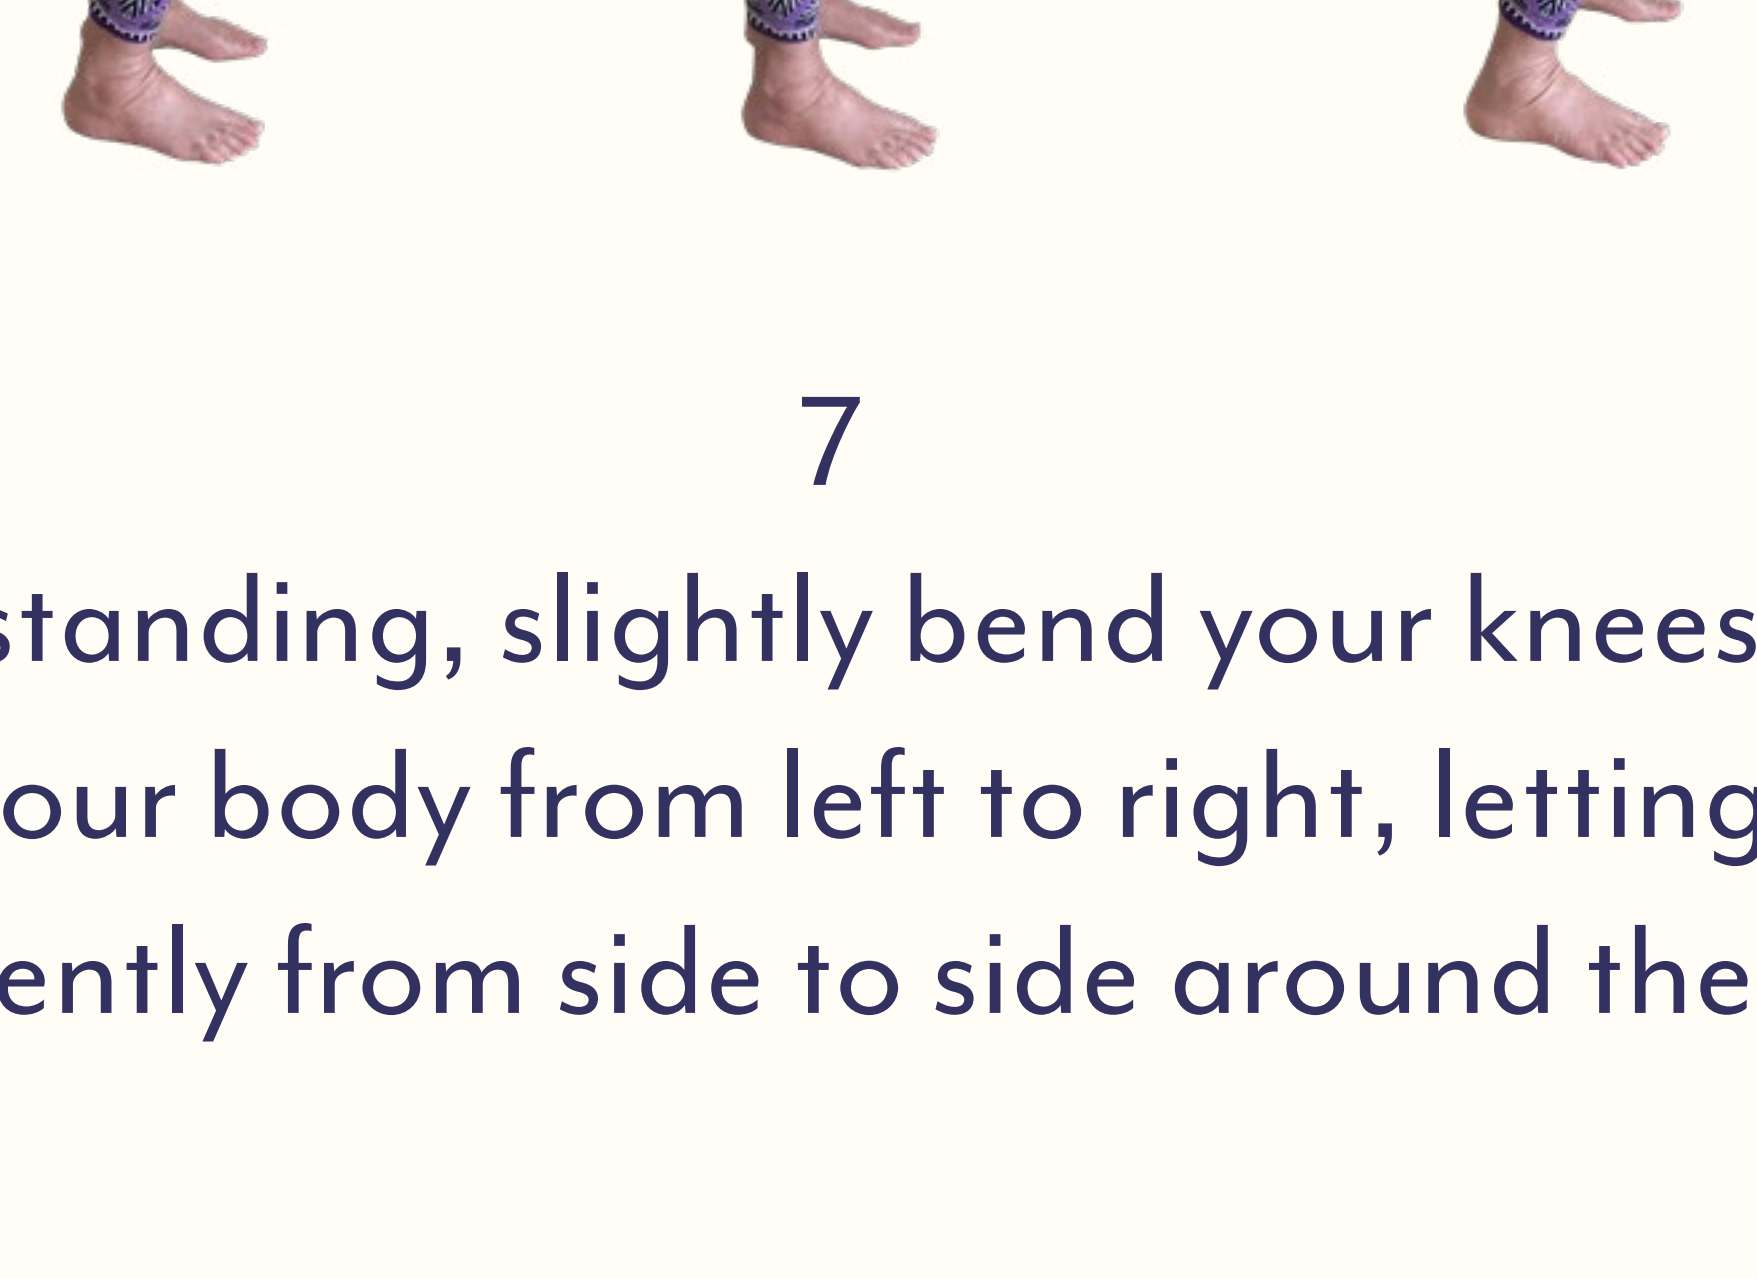 7
standing, slightly bend your knees
our body from left to right, letting
ently from side to side around the